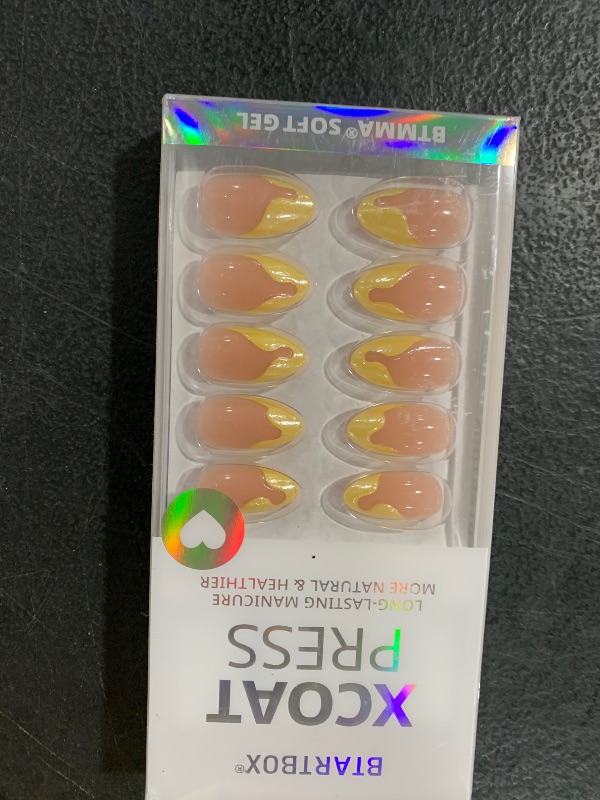 BTARTBOX®
XCOAT
PRESS
LONG-LASTING MANICURE
MORE NATURAL & HEALTHIER
BTMMA® SOFT GEL